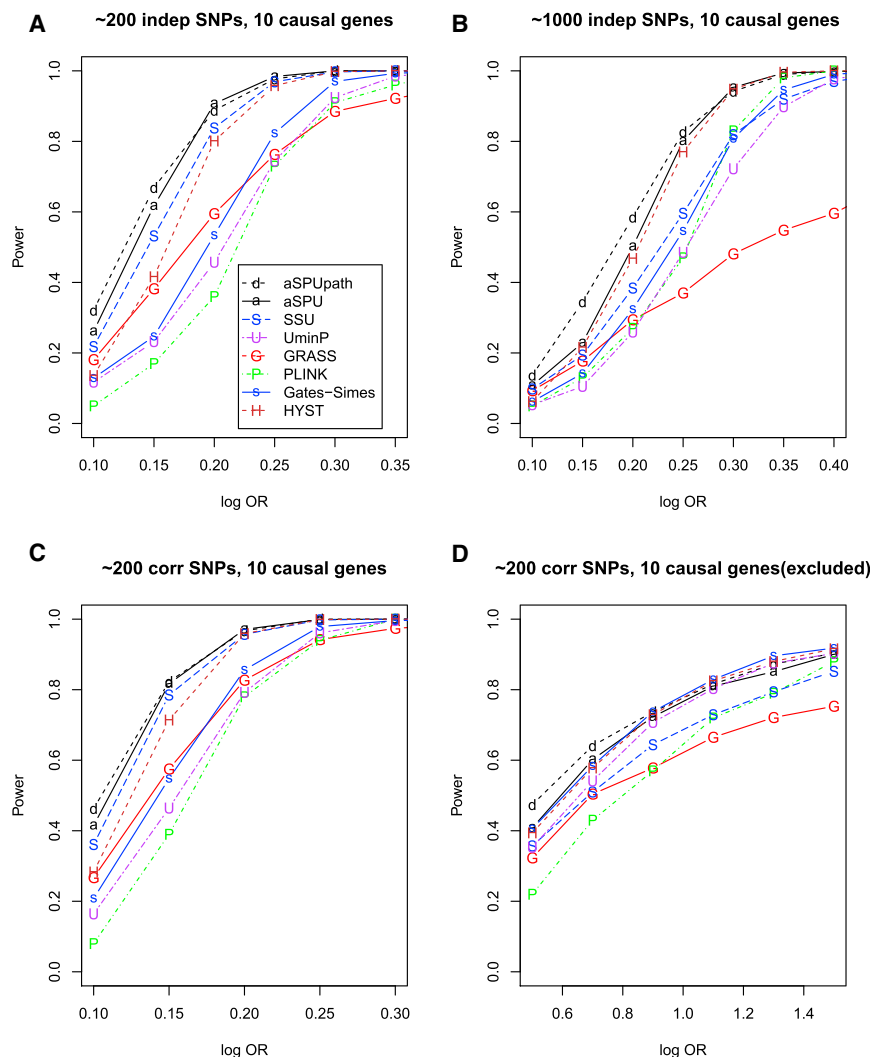 A
~200 indep SNPs, 10 causal genes
Power
0.0 0.2 0.4 0.6 0.8 1.0
d aSPUpath
a aSPU
S SSU
U UminP
G GRASS
P PLINK
s Gates−Simes
H HYST
0.10 0.15 0.20 0.25 0.30 0.35
log OR
B
~1000 indep SNPs, 10 causal genes
Power
0.0 0.2 0.4 0.6 0.8 1.0
0.10 0.15 0.20 0.25 0.30 0.35 0.40
log OR
C
~200 corr SNPs, 10 causal genes
Power
0.0 0.2 0.4 0.6 0.8 1.0
0.10 0.15 0.20 0.25 0.30
log OR
D
~200 corr SNPs, 10 causal genes(excluded)
Power
0.0 0.2 0.4 0.6 0.8 1.0
0.6 0.8 1.0 1.2 1.4
log OR